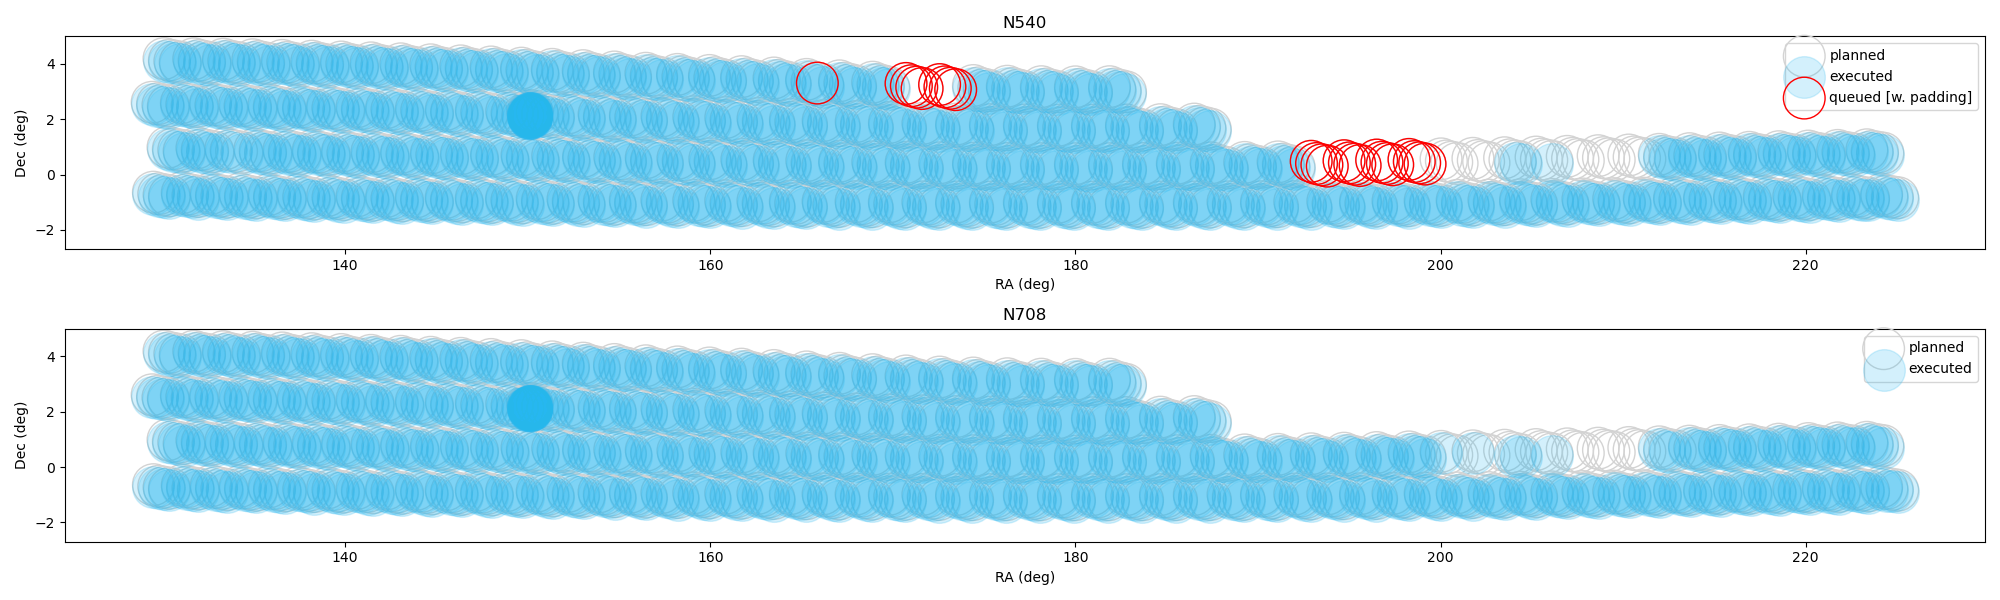 N540
planned
executed
queued [w. padding]
Dec (deg)
4
2
0
−2
140 160 180 200 220
RA (deg)
N708
planned
executed
Dec (deg)
4
2
0
−2
140 160 180 200 220
RA (deg)